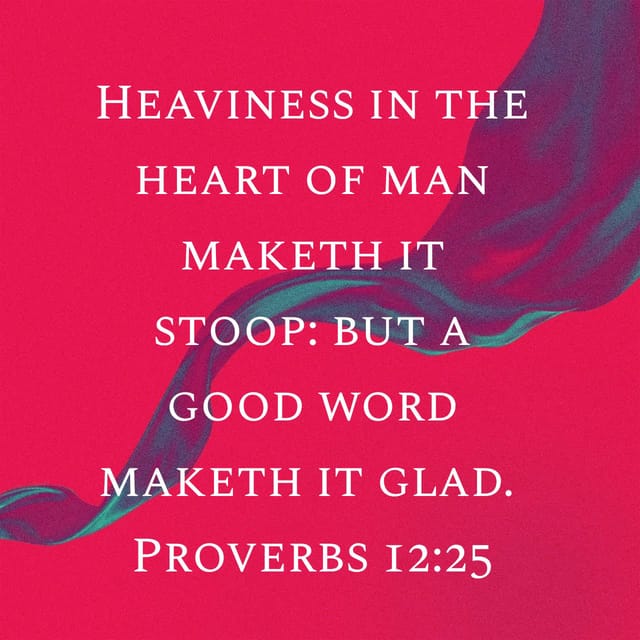 Heaviness in the
heart of man
maketh it
stoop: but a
good word
maketh it glad.
Proverbs 12:25